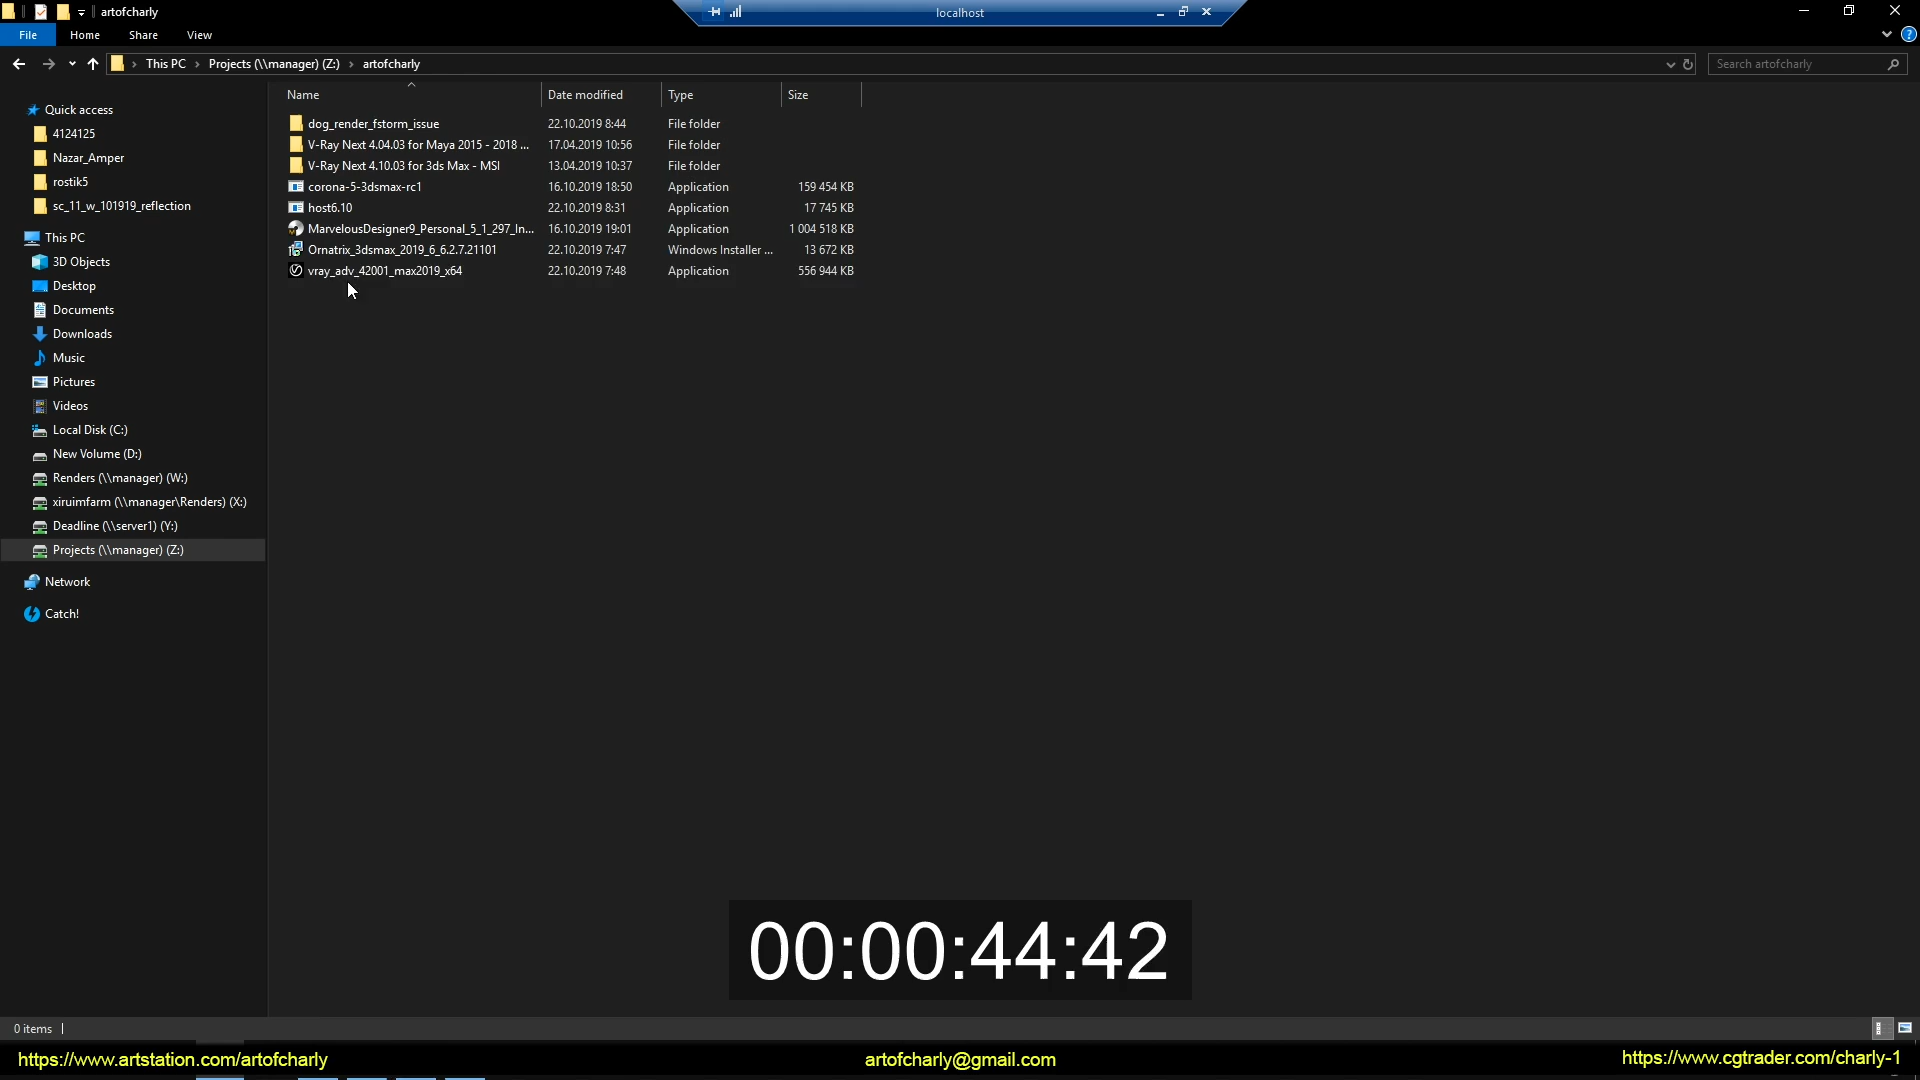 artofcharly
localhost
File Home Share View
This PC Projects (\\manager) (Z:) artofcharly
Search artofcharly
Name Date modified Type Size
Quick access
4124125
Nazar_Amper
rostik5
sc_11_w_101919_reflection
This PC
3D Objects
Desktop
Documents
Downloads
Music
Pictures
Videos
Local Disk (C:)
New Volume (D:)
Renders (\\manager) (W:)
xiruimfarm (\\manager\Renders) (X:)
Deadline (\\server1) (Y:)
Projects (\\manager) (Z:)
Network
Catch!
dog_render_fstorm_issue 22.10.2019 8:44 File folder
V-Ray Next 4.04.03 for Maya 2015 - 2018 ... 17.04.2019 10:56 File folder
V-Ray Next 4.10.03 for 3ds Max - MSI 13.04.2019 10:37 File folder
corona-5-3dsmax-rc1 16.10.2019 18:50 Application 159 454 KB
host6.10 22.10.2019 8:31 Application 17 745 KB
MarvelousDesigner9_Personal_5_1_297_In... 16.10.2019 19:01 Application 1 004 518 KB
Ornatrix_3dsmax_2019_6_6.2.7.21101 22.10.2019 7:47 Windows Installer ... 13 672 KB
vray_adv_42001_max2019_x64 22.10.2019 7:48 Application 556 944 KB
00:00:44:42
0 items
https://www.artstation.com/artofcharly artofcharly@gmail.com https://www.cgtrader.com/charly-1